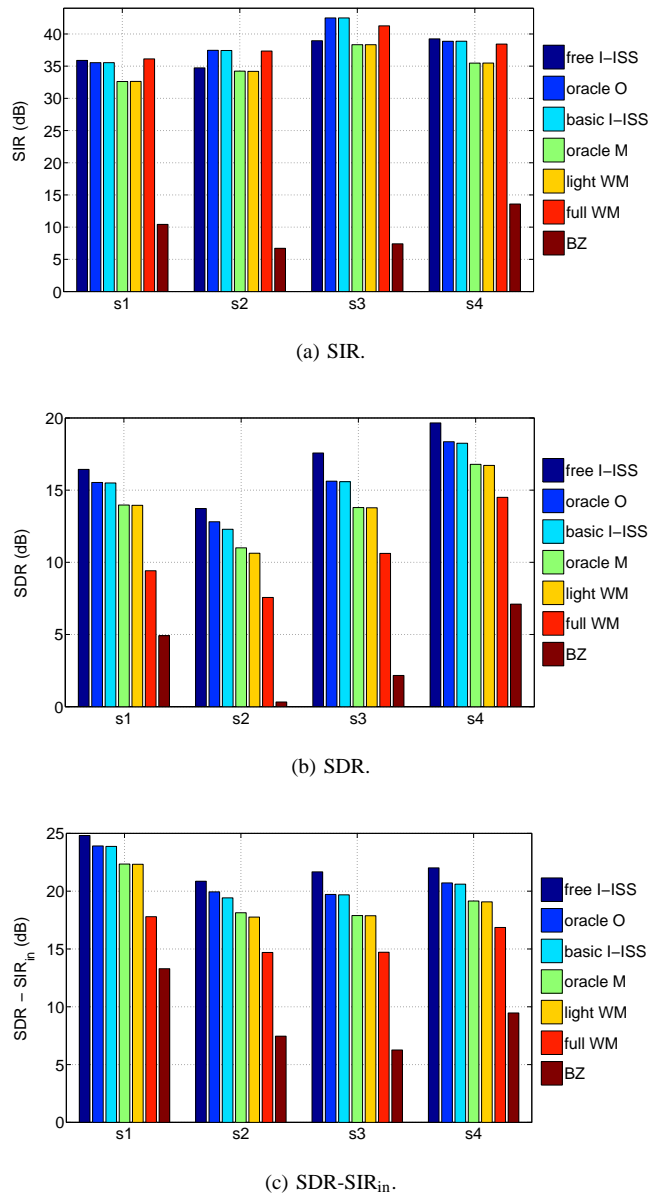 40
35
30
25
20
15
10
5
0
SIR (dB)
s1 s2 s3 s4
free I−ISS
oracle O
basic I−ISS
oracle M
light WM
full WM
BZ
(a) SIR.
20
15
10
5
0
SDR (dB)
s1 s2 s3 s4
free I−ISS
oracle O
basic I−ISS
oracle M
light WM
full WM
BZ
(b) SDR.
25
20
15
10
5
0
SDR − SIRin (dB)
s1 s2 s3 s4
free I−ISS
oracle O
basic I−ISS
oracle M
light WM
full WM
BZ
(c) SDR-SIRin.